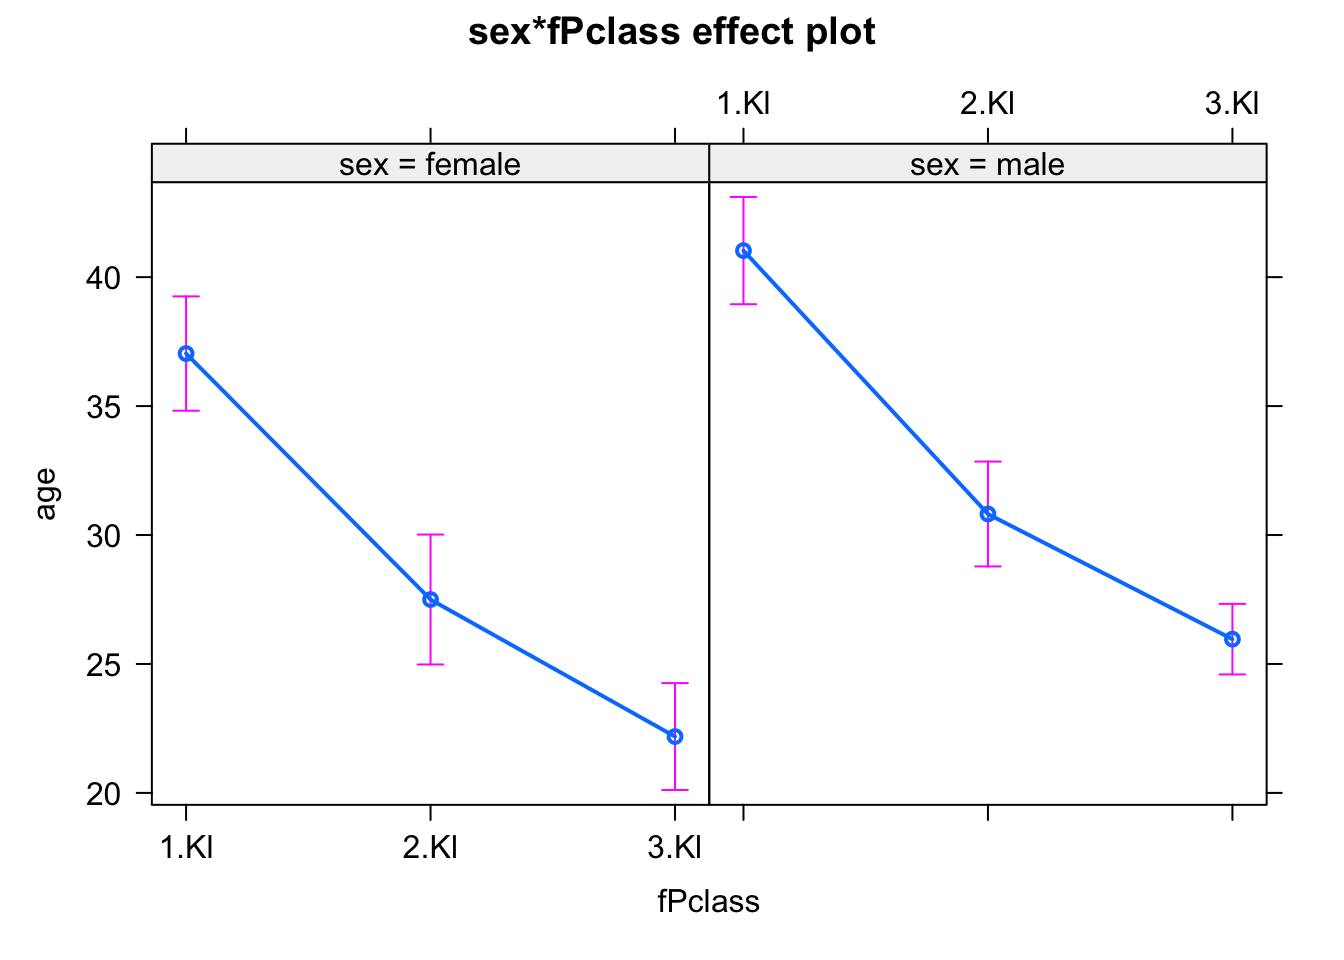 sex*fPclass effect plot
1.Kl 2.Kl 3.Kl
sex = female sex = male
40
35
30
25
20
age
1.Kl 2.Kl 3.Kl
fPclass